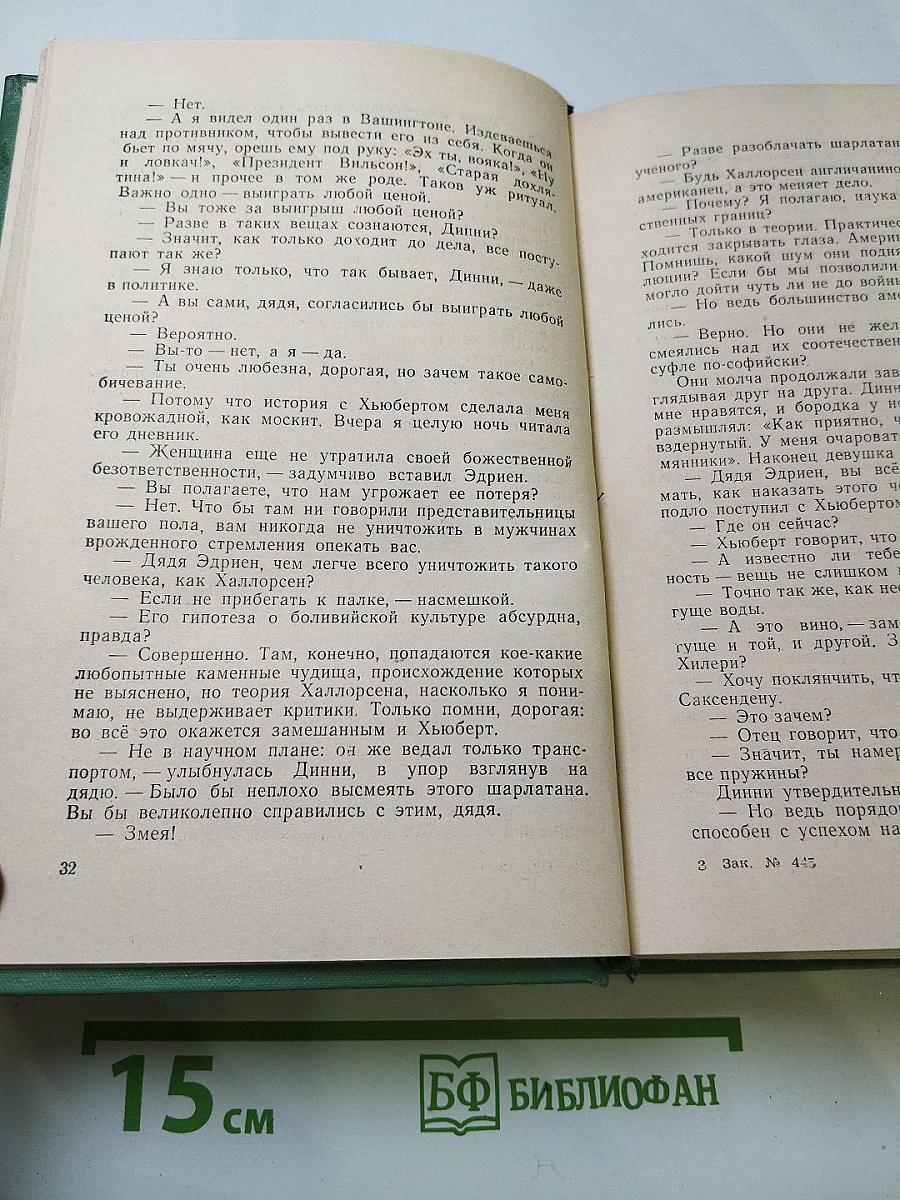 — Нет.
— А я видел один раз в Вашингтоне. Издеваешься
над противником, чтобы вывести его из себя. Когда он
бьет по мячу, орешь ему под руку: «Эх ты, вояка!», «Ну
и ловкач!», «Президент Вильсон!», «Старая дохля-
тина!» — и прочее в том же роде. Таков уж ритуал.
Важно одно — выиграть любой ценой.
— Вы тоже за выигрыш любой ценой?
— Разве в таких вещах сознаются, Динни?
— Значит, как только доходит до дела, все посту-
пают так же?
— Я знаю только, что так бывает, Динни, — даже
в политике.
— А вы сами, дядя, согласились бы выиграть любой
ценой?
— Вероятно.
— Вы-то — нет, а я — да.
— Ты очень любезна, дорогая, но зачем такое само-
бичевание.
— Потому что история с Хьюбертом сделала меня
кровожадной, как москит. Вчера я целую ночь читала
его дневник.
— Женщина еще не утратила своей божественной
безответственности, — задумчиво вставил Эдриен.
— Вы полагаете, что нам угрожает ее потеря?
— Нет. Что бы там ни говорили представительницы
вашего пола, вам никогда не уничтожить в мужчинах
врожденного стремления опекать вас.
— Дядя Эдриен, чем легче всего уничтожить такого
человека, как Халлорсен?
— Если не прибегать к палке, — насмешкой.
— Его гипотеза о боливийской культуре абсурдна,
правда?
— Совершенно. Там, конечно, попадаются кое-какие
любопытные каменные чудища, происхождение которых
не выяснено, но теория Халлорсена, насколько я пони-
маю, не выдерживает критики. Только помни, дорогая:
во всё это окажется замешанным и Хьюберт.
— Не в научном плане: он же ведал только транс-
портом, — улыбнулась Динни, в упор взглянув на
дядю. — Было бы неплохо высмеять этого шарлатана.
Вы бы великолепно справились с этим, дядя.
— Змея!
32
— Разве разоблачать шарлатан
ученого?
— Будь Халлорсен англичанино
американец, а это меняет дело.
— Почему? Я полагаю, наука
ственных границ?
— Только в теории. Практичес
ходится закрывать глаза. Амери
Помнишь, какой шум они подня
люции? Если бы мы позволили
могло дойти чуть ли не до войны
— Но ведь большинство аме
лись.
— Верно. Но они не жел
смеялись над их соотечествен
суфле по-софийски?
Они молча продолжали зав
глядывая друг на друга. Динн
мне нравятся, и бородка у не
размышлял: «Как приятно, ч
вздернутый. У меня очароват
мянники». Наконец девушка
— Дядя Эдриен, вы всё
мать, как наказать этого че
подло поступил с Хьюбертом
— Где он сейчас?
— Хьюберт говорит, что
— А известно ли тебе
ность — вещь не слишком
— Точно так же, как нес
гуще воды.
— А это вино, — зам
гуще и той, и другой. З
Хилери?
— Хочу поклянчить, чт
Саксендену.
— Это зачем?
— Отец говорит, что
— Значит, ты намер
все пружины?
Динни утвердительн
— Но ведь порядо
способен с успехом на
3 Зак. № 443
15 см
БФ БИБЛИОФАН